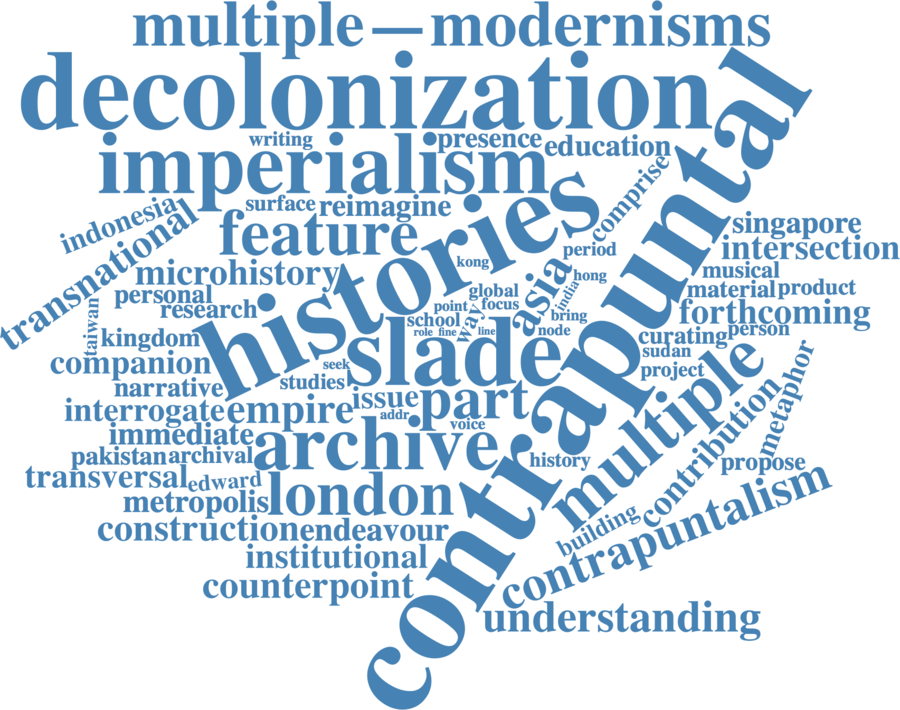 multiple — modernisms
decolonization
contrapuntal
writing
presence
education
imperialism
comprise
surface
reimagine
histories
indonesia
transnational
feature
period
singapore
intersection
microhistory
kong
asia
hong
musical
personal
global
india
material
product
research
point
focus
bring
forthcoming
taiwan
school
way
node
curating
person
kingdom
role
fine
line
slade
sudan
companion
seek
project
narrative
studies
multiple
metaphor
interrogate
empire
issue
part
contribution
addr
voice
immediate
archive
pakistan
archival
history
propose
transversal
edward
metropolis
london
contrapuntalism
construction
endeavour
building
institutional
counterpoint
understanding